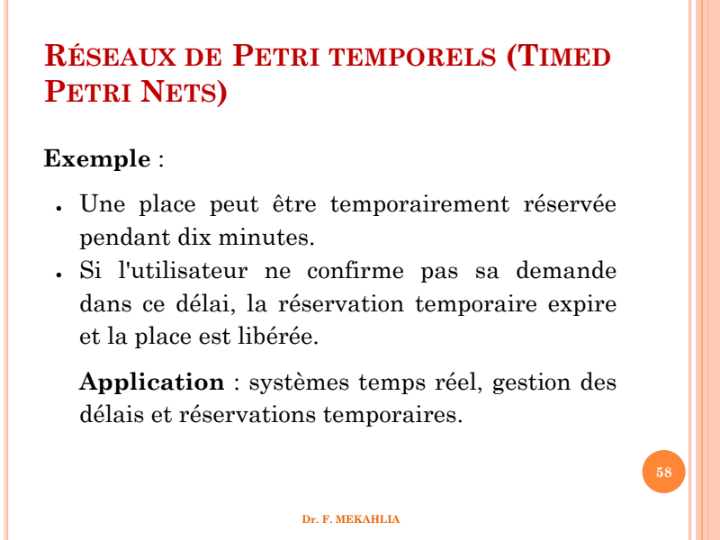 RÉSEAUX DE PETRI TEMPORELS (TIMED
PETRI NETS)
Exemple :
• Une place peut être temporairement réservée
pendant dix minutes.
• Si l'utilisateur ne confirme pas sa demande
dans ce délai, la réservation temporaire expire
et la place est libérée.
Application : systèmes temps réel, gestion des
délais et réservations temporaires.
58
Dr. F. MEKAHLIA